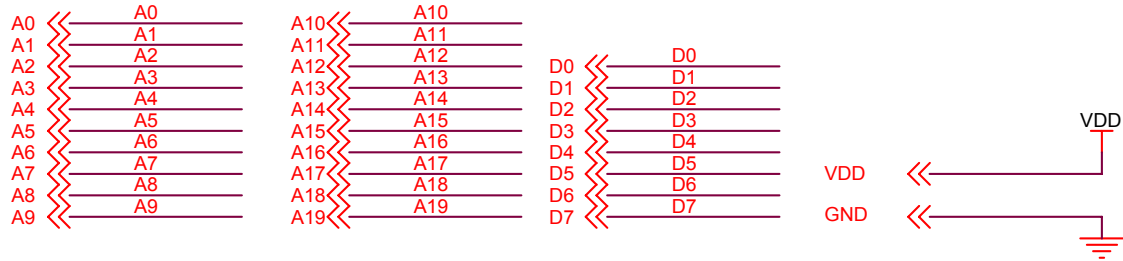 A0 A0 A10 A10
A1 A1 A11 A11
A2 A2 A12 A12 D0 D0
A3 A3 A13 A13 D1 D1
A4 A4 A14 A14 D2 D2
A5 A5 A15 A15 D3 D3 VDD
A6 A6 A16 A16 D4 D4
A7 A7 A17 A17 D5 D5 VDD
A8 A8 A18 A18 D6 D6
A9 A9 A19 A19 D7 D7 GND